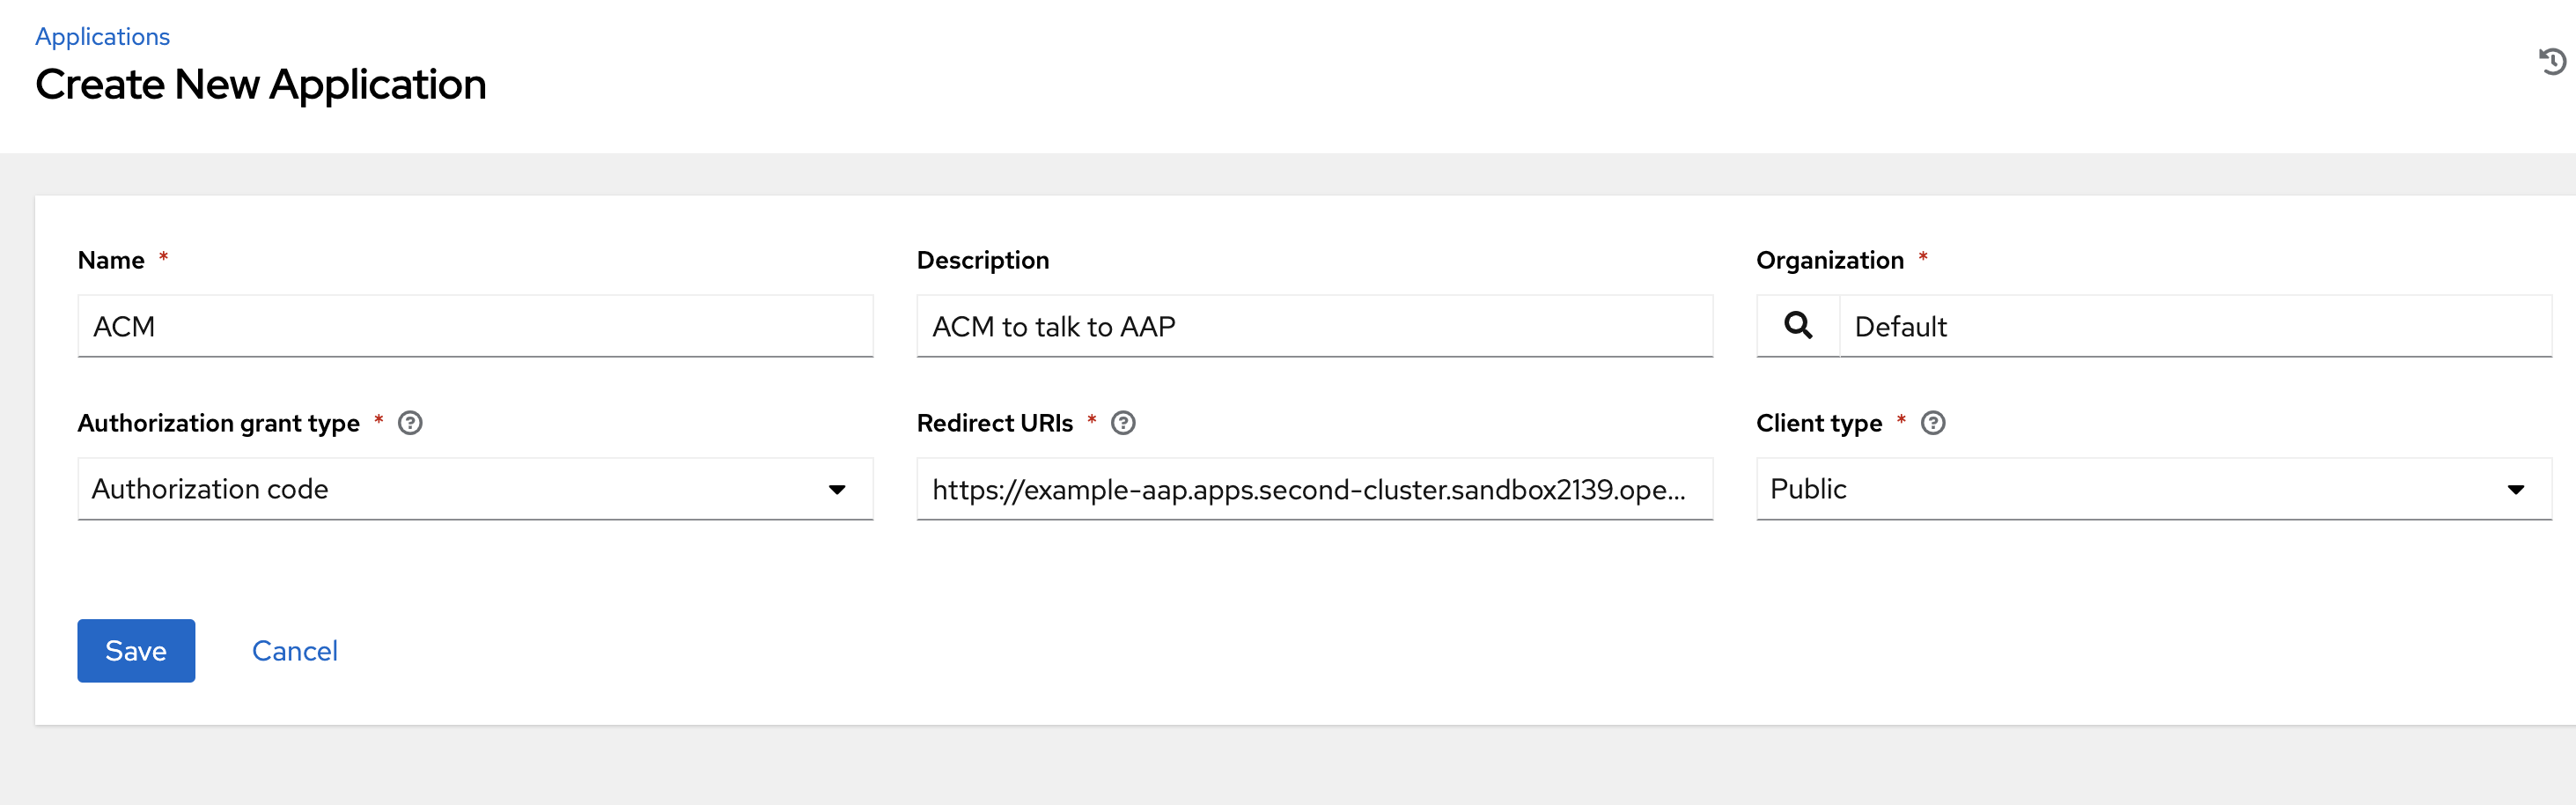 Applications
Create New Application
Name *
Description
Organization *
ACM
ACM to talk to AAP
Default
Authorization grant type *
Redirect URIs *
Client type *
Authorization code
https://example-aap.apps.second-cluster.sandbox2139.ope...
Public
Save
Cancel